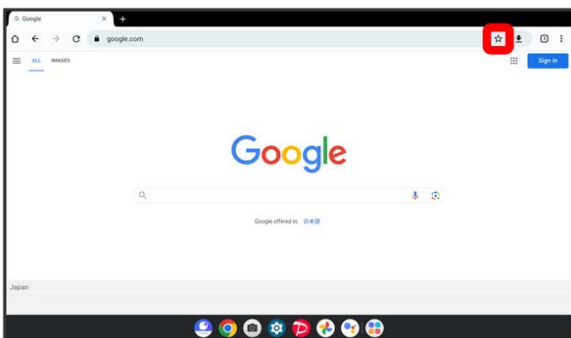 Google
google.com
ALL IMAGES
Sign in
Google
Google offered in: 日本語
Japan